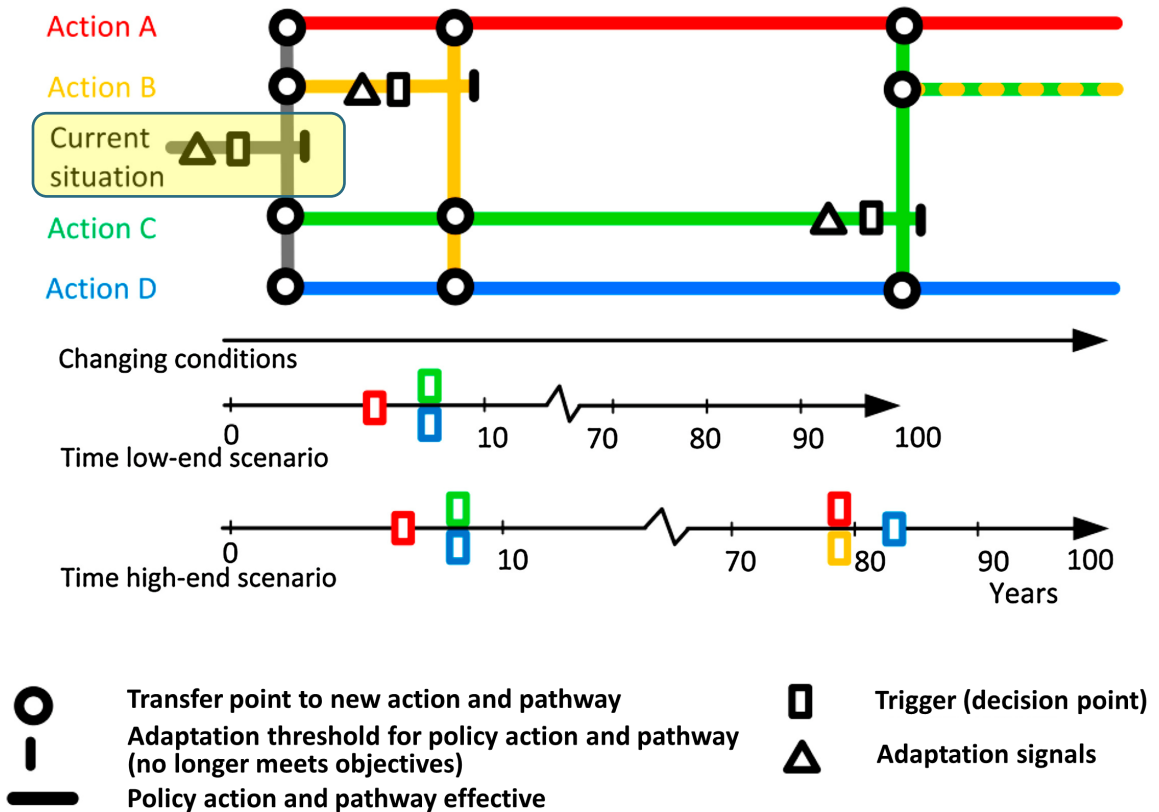 Action A
Action B
Current
situation
Action C
Action D
Changing conditions
0
10
70
80
90
100
Time low-end scenario
0
10
70
80
90
100
Time high-end scenario
Years
Transfer point to new action and pathway
Adaptation threshold for policy action and pathway
(no longer meets objectives)
Policy action and pathway effective
Trigger (decision point)
Adaptation signals